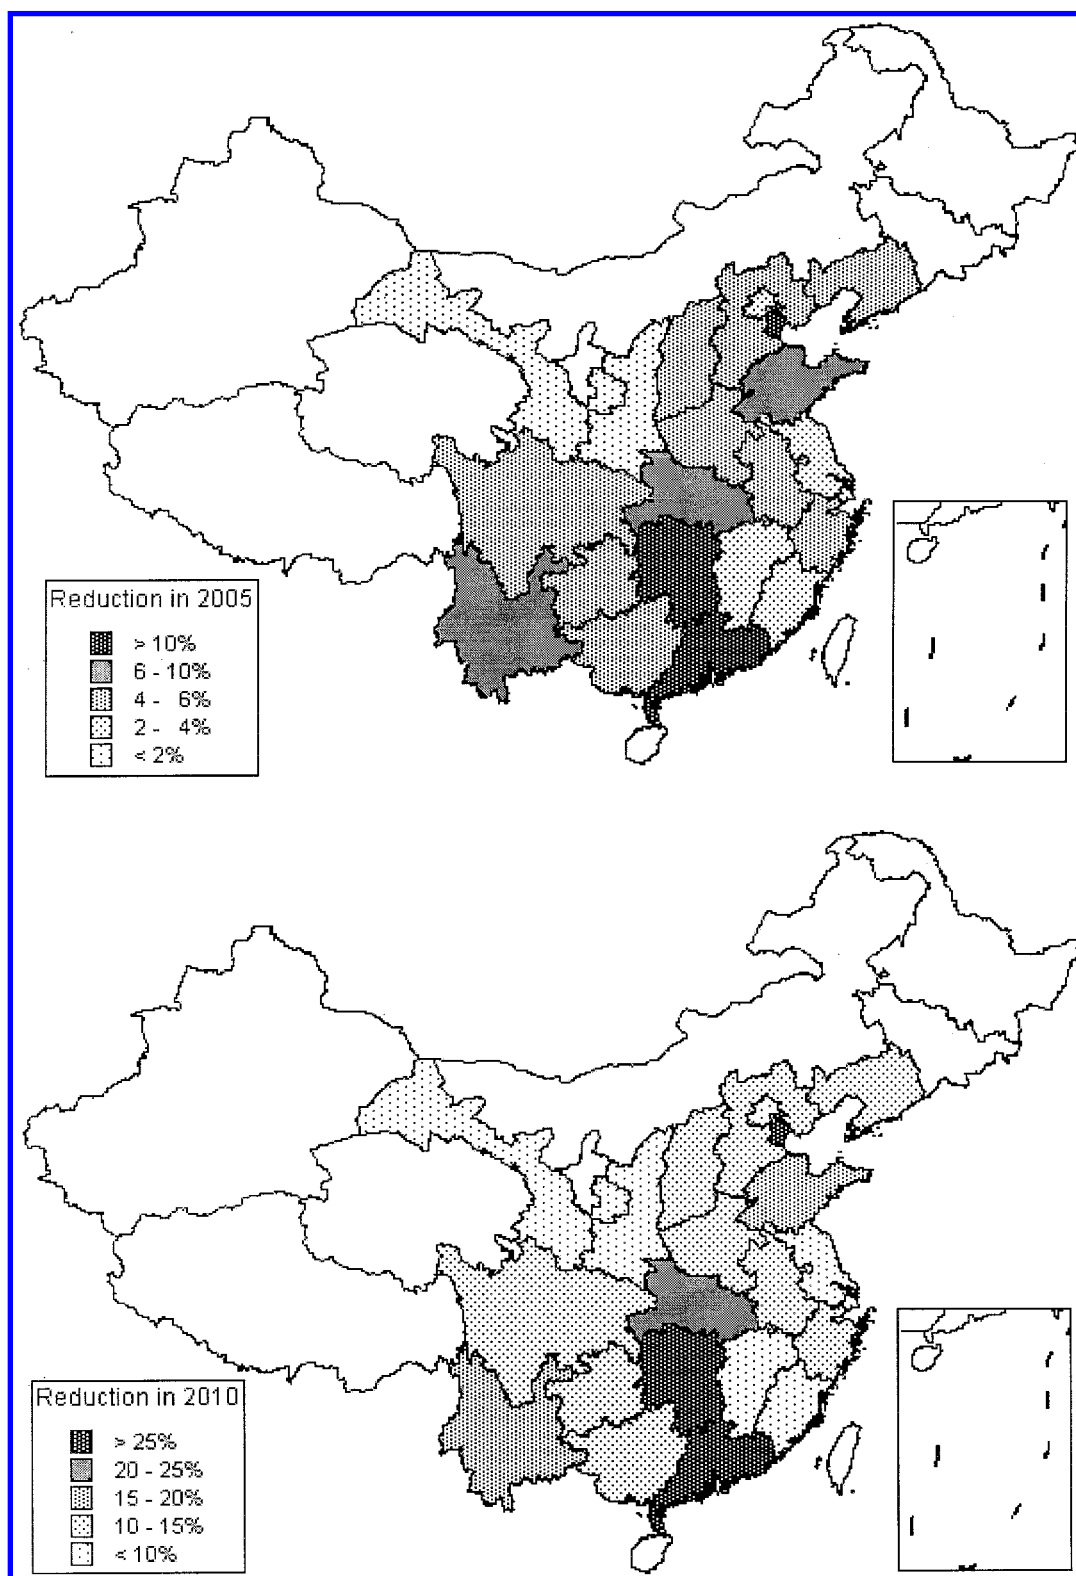 Reduction in 2005
> 10%
6 - 10%
4 - 6%
2 - 4%
< 2%
Reduction in 2010
> 25%
20 - 25%
15 - 20%
10 - 15%
< 10%